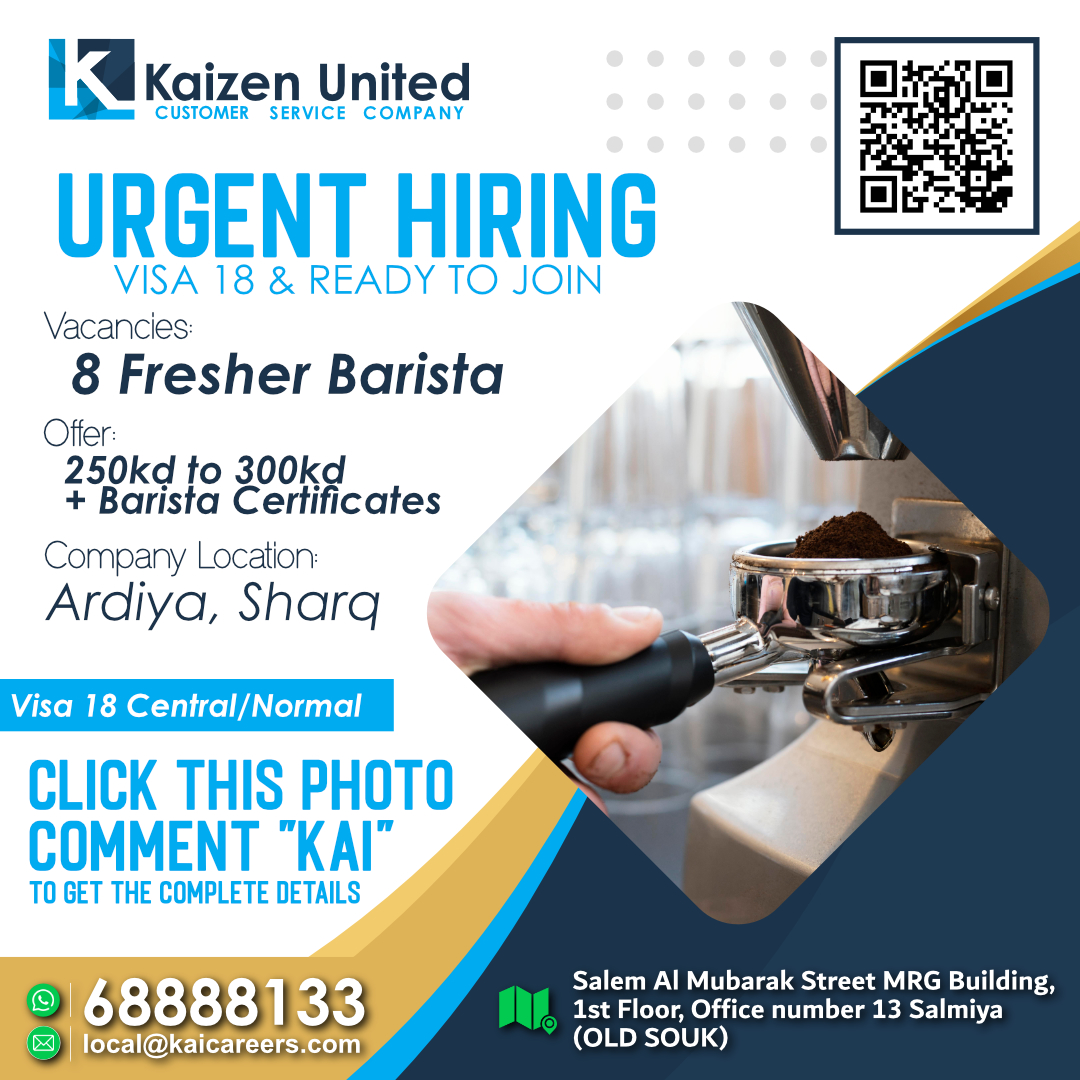 Kaizen United
CUSTOMER SERVICE COMPANY
URGENT HIRING
VISA 18 & READY TO JOIN
Vacancies:
8 Fresher Barista
Offer:
250kd to 300kd
+ Barista Certificates
Company Location:
Ardiya, Sharq
Visa 18 Central/Normal
CLICK THIS PHOTO
COMMENT "KAI"
TO GET THE COMPLETE DETAILS
68888133
local@kaicareers.com
Salem Al Mubarak Street MRG Building,
1st Floor, Office number 13 Salmiya
(OLD SOUK)